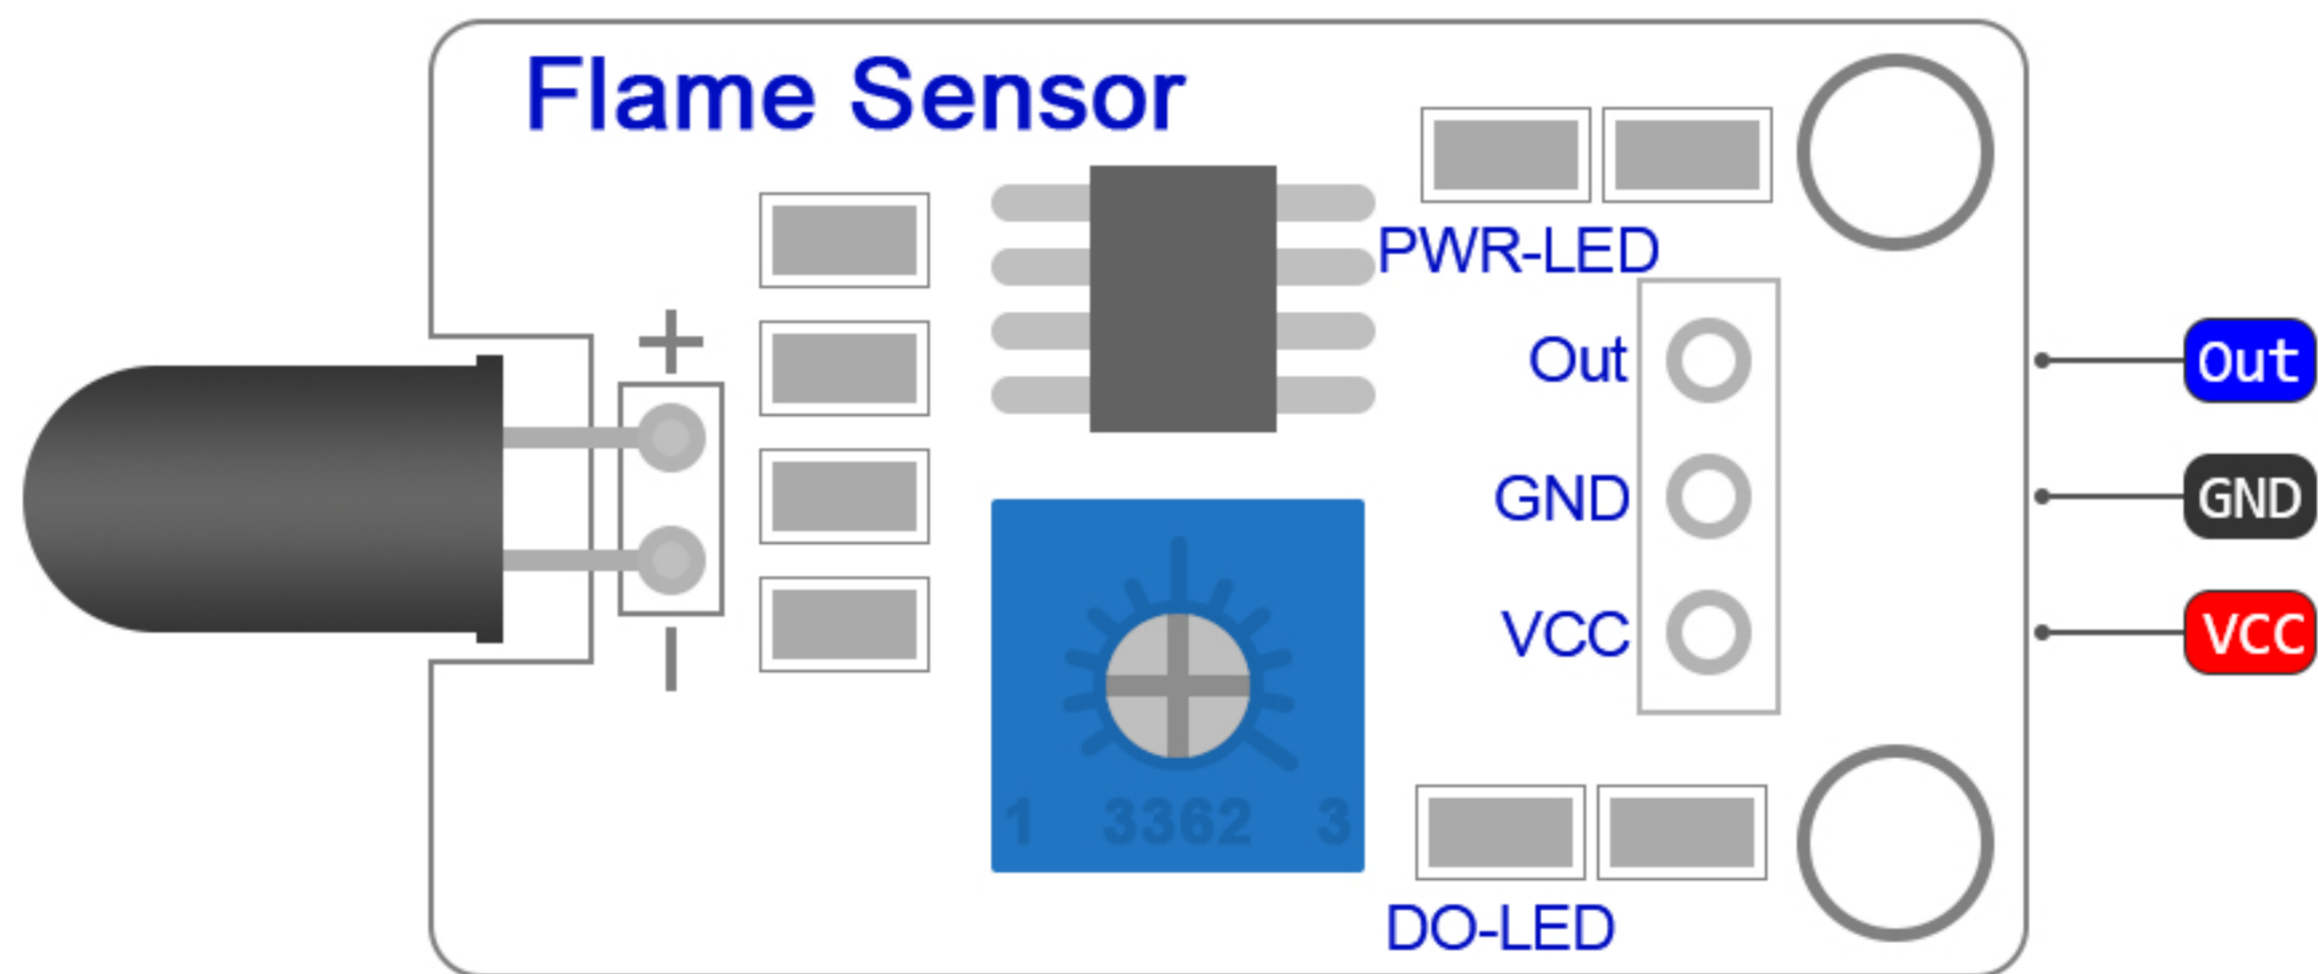 Flame Sensor
PWR-LED
+
Out
Out
GND
GND
VCC
VCC
1 3362 3
DO-LED